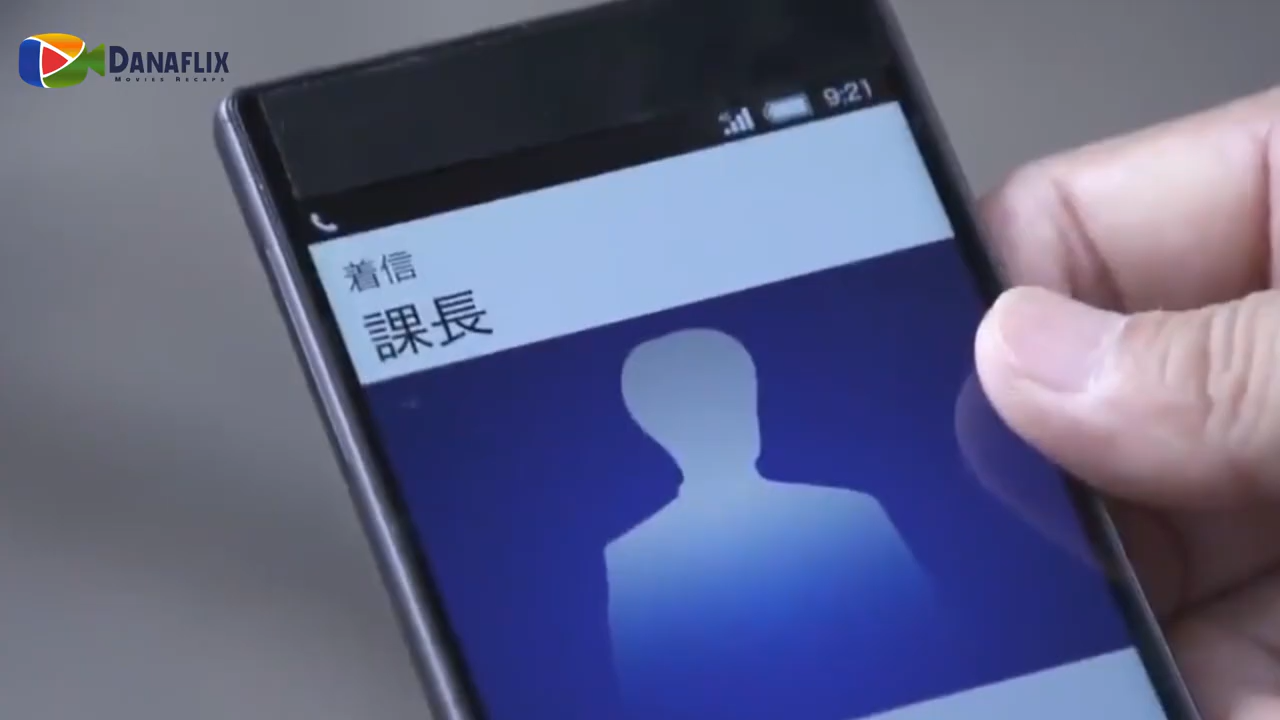 DANAFLIX
MOVIES RECAPS
9:21
着信
課長